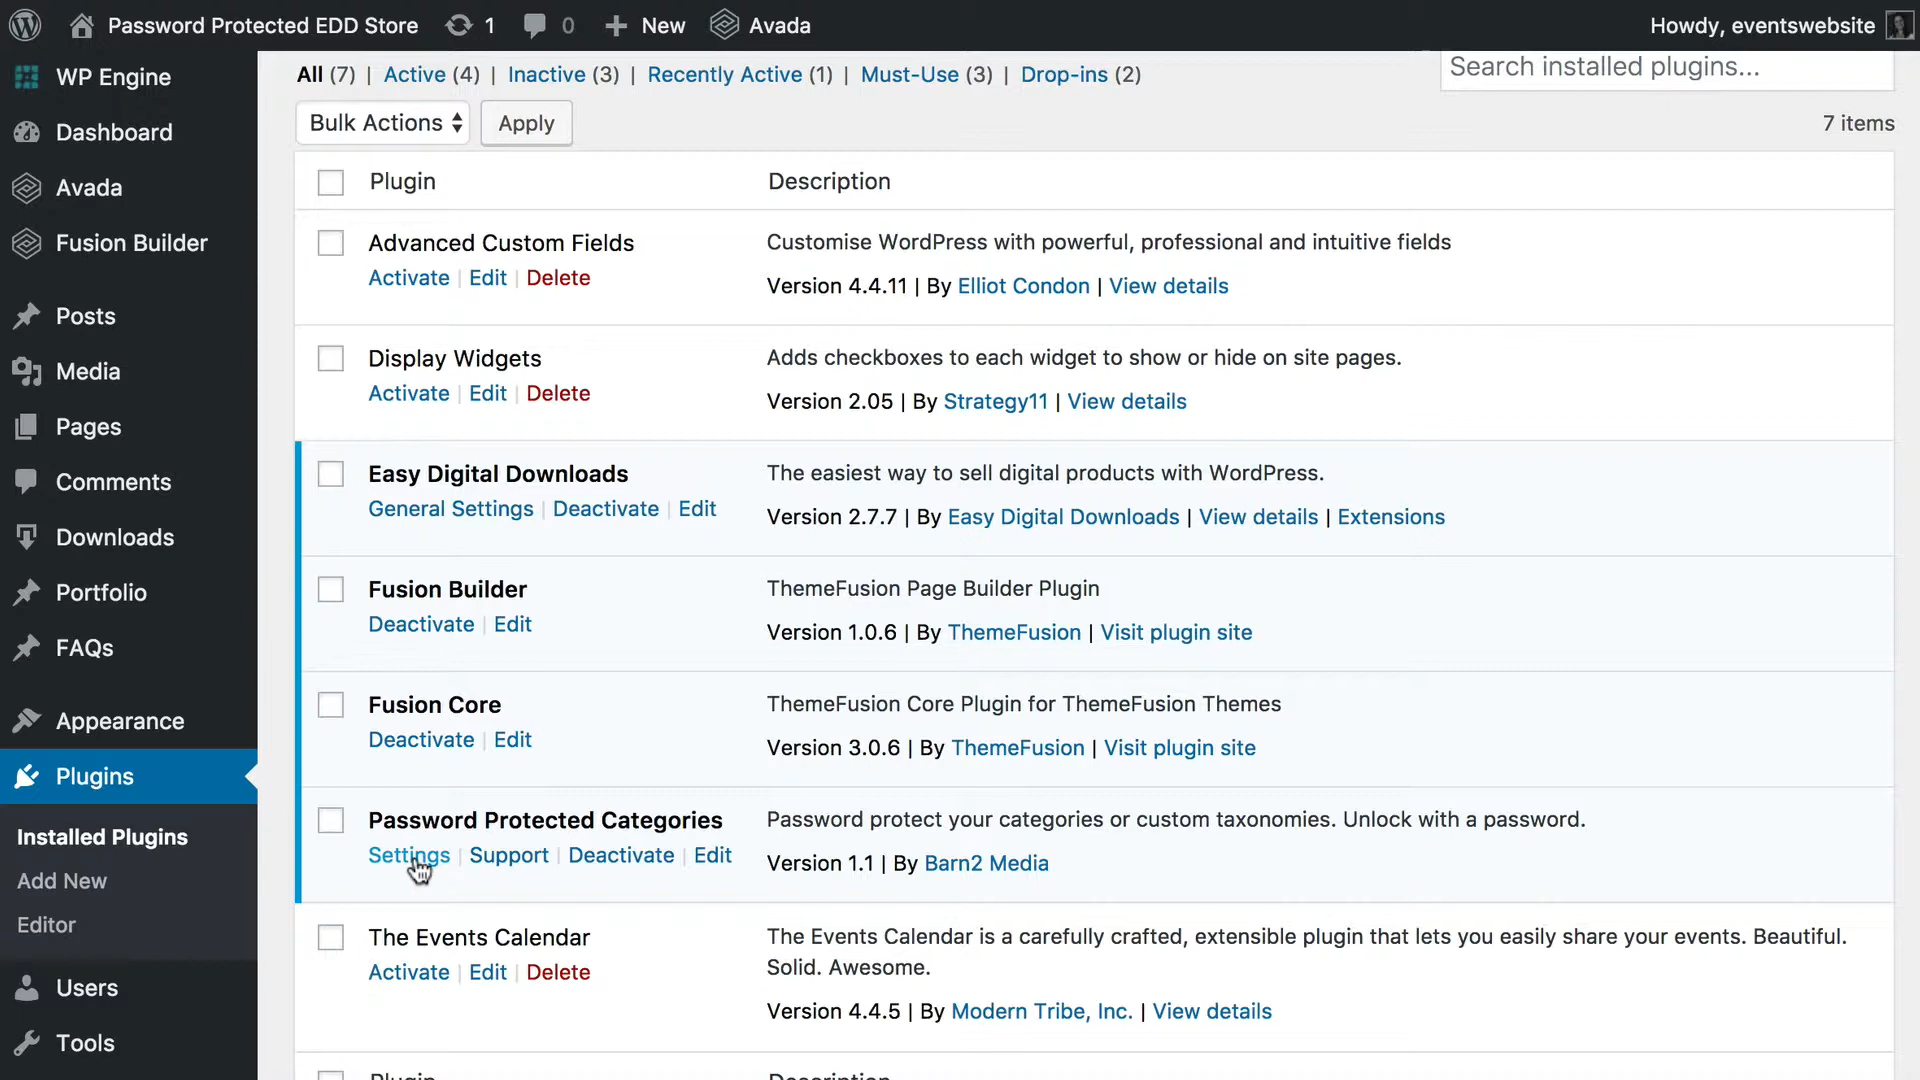 Password Protected EDD Store 1 0 New Avada Howdy, eventswebsite
WP Engine
Dashboard
Avada
Fusion Builder
Posts
Media
Pages
Comments
Downloads
Portfolio
FAQs
Appearance
Plugins
Installed Plugins
Add New
Editor
Users
Tools
All (7) | Active (4) | Inactive (3) | Recently Active (1) | Must-Use (3) | Drop-ins (2)
Search installed plugins...
Bulk Actions Apply 7 items
Plugin Description
Advanced Custom Fields
Activate | Edit | Delete
Customise WordPress with powerful, professional and intuitive fields
Version 4.4.11 | By Elliot Condon | View details
Display Widgets
Activate | Edit | Delete
Adds checkboxes to each widget to show or hide on site pages.
Version 2.05 | By Strategy11 | View details
Easy Digital Downloads
General Settings | Deactivate | Edit
The easiest way to sell digital products with WordPress.
Version 2.7.7 | By Easy Digital Downloads | View details | Extensions
Fusion Builder
Deactivate | Edit
ThemeFusion Page Builder Plugin
Version 1.0.6 | By ThemeFusion | Visit plugin site
Fusion Core
Deactivate | Edit
ThemeFusion Core Plugin for ThemeFusion Themes
Version 3.0.6 | By ThemeFusion | Visit plugin site
Password Protected Categories
Settings | Support | Deactivate | Edit
Password protect your categories or custom taxonomies. Unlock with a password.
Version 1.1 | By Barn2 Media
The Events Calendar
Activate | Edit | Delete
The Events Calendar is a carefully crafted, extensible plugin that lets you easily share your events. Beautiful.
Solid. Awesome.
Version 4.4.5 | By Modern Tribe, Inc. | View details
Plugin Description